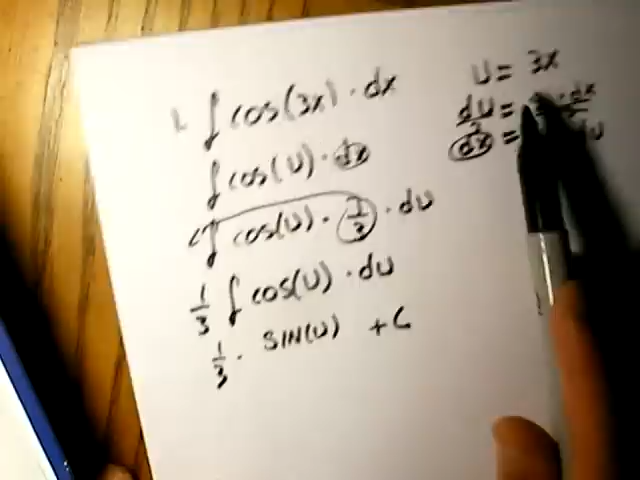 1. ∫ cos(3x) · dx
∫ cos(U) · dx
∫ cos(U) · 1/3 · dU
1/3 ∫ cos(U) · dU
1/3 · SIN(U) + C
U = 3x
dU =
dx =